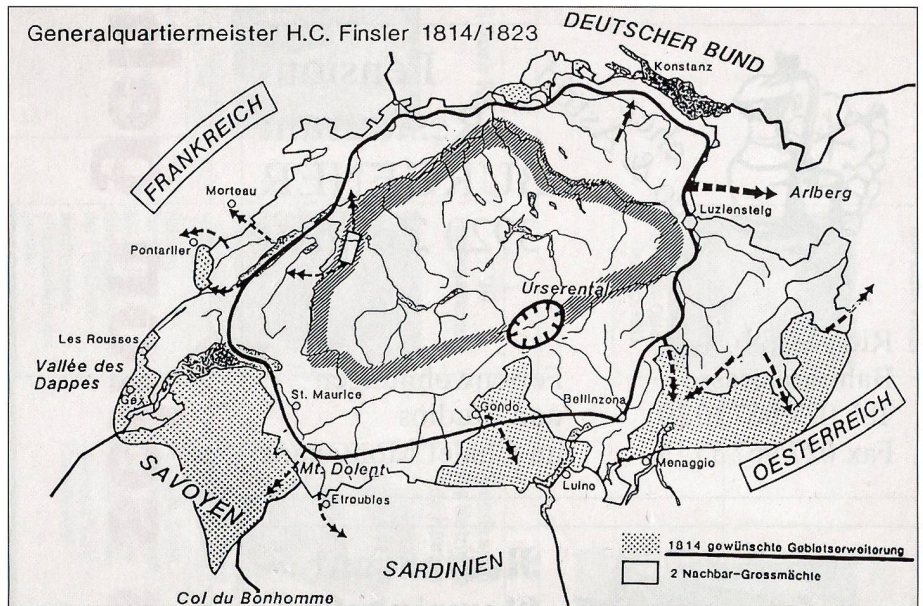 Generalquartiermeister H.C. Finsler 1814/1823
DEUTSCHER BUND
Konstanz
FRANKREICH
Morteau
Arlberg
Luziensteig
Pontarlier
Urserental
Les Rousses
Vallée des
Dappes
Gex
St. Maurice
Gondo
Bellinzona
OESTERREICH
SAVOYEN
Mt. Dolent
Menaggio
Luino
Etroubles
1814 gewünschte Gebietserweiterung
SARDINIEN
2 Nachbar-Grossmächte
Col du Bonhomme